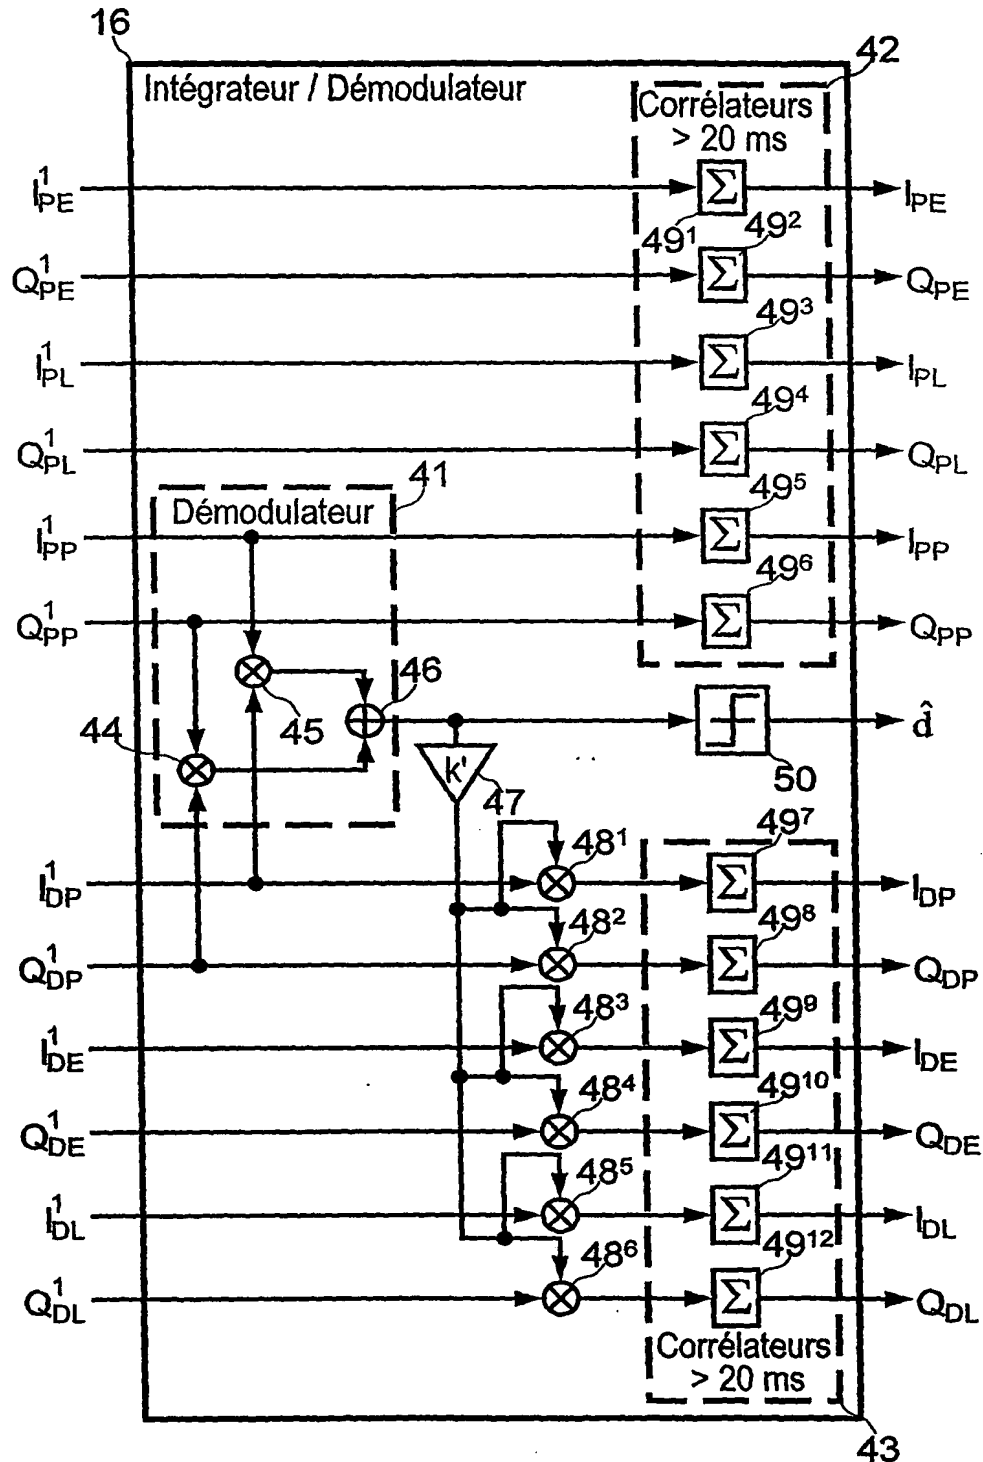 16
42
Intégrateur / Démodulateur
Corrélateurs
> 20 ms
I¹PE Σ IPE
49¹ 49²
Q¹PE Σ QPE
49³
I¹PL Σ IPL
49⁴
Q¹PL Σ QPL
41
Démodulateur
49⁵
I¹PP Σ IPP
49⁶
Q¹PP Σ QPP
46
45
44
d̂
k'
47
50
49⁷
48¹
I¹DP Σ IDP
48² 49⁸
Q¹DP Σ QDP
48³ 49⁹
I¹DE Σ IDE
48⁴ 49¹⁰
Q¹DE Σ QDE
48⁵ 49¹¹
I¹DL Σ IDL
48⁶ 49¹²
Q¹DL Σ QDL
Corrélateurs
> 20 ms
43